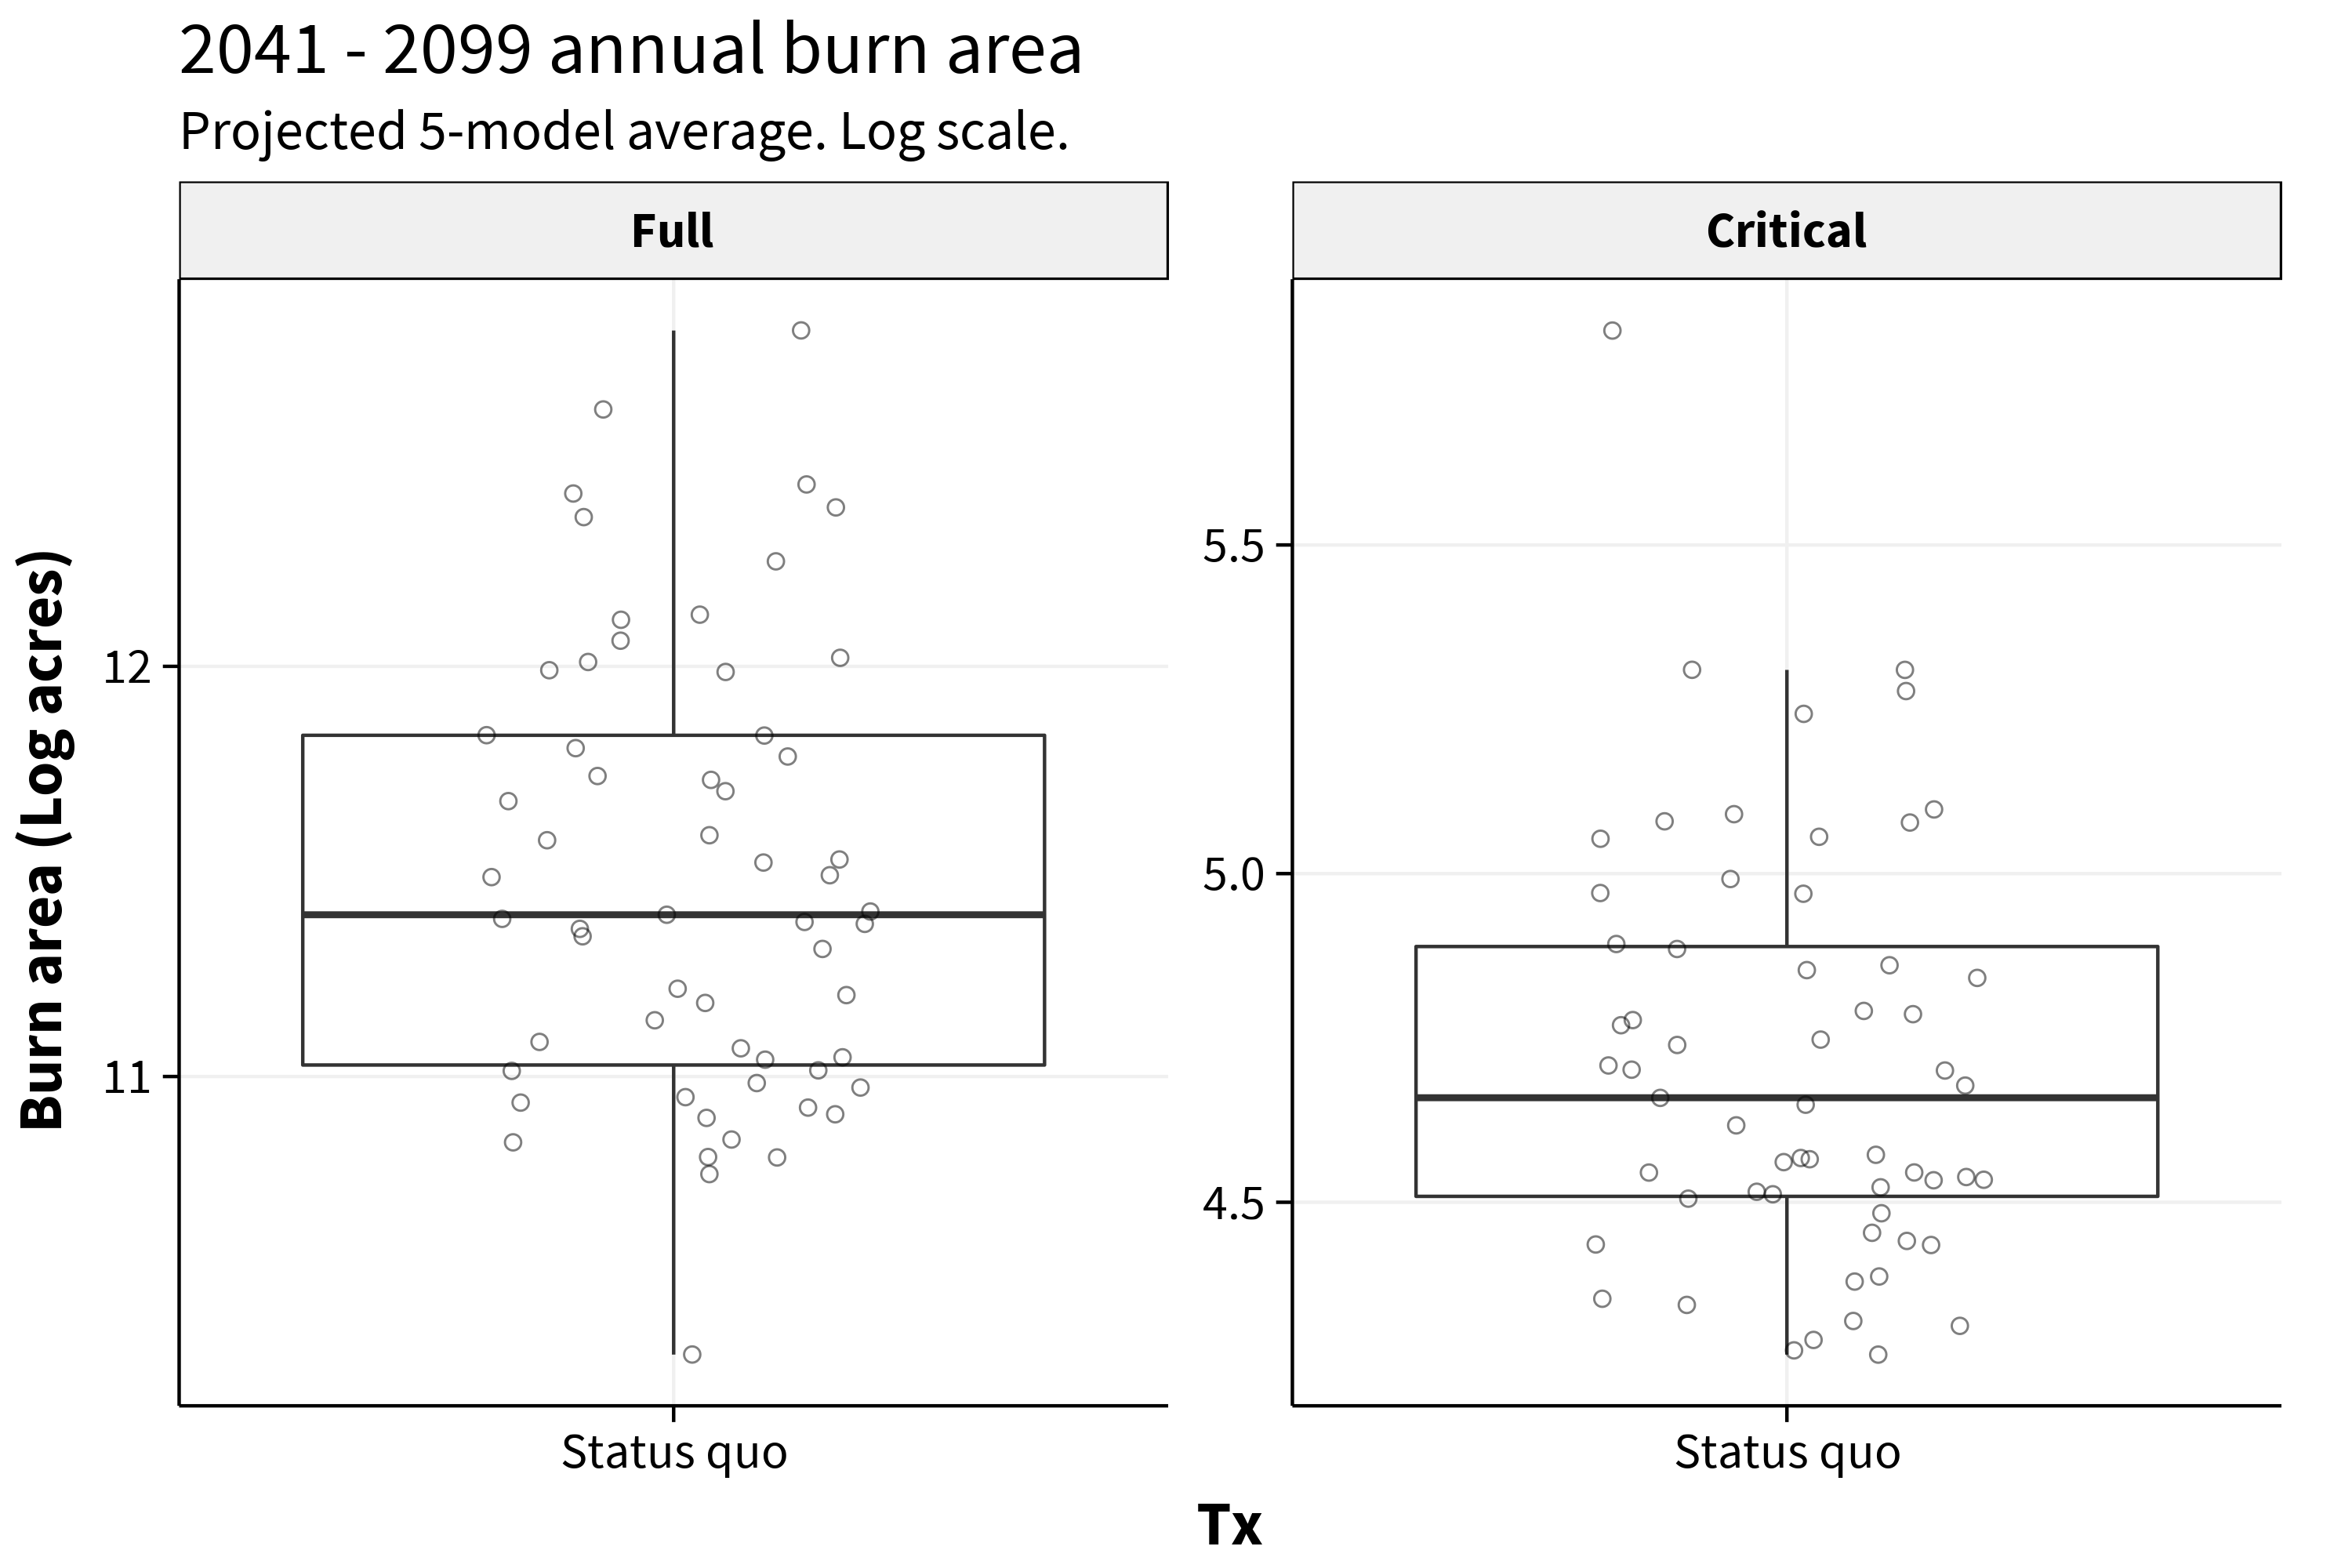 2041 - 2099 annual burn area
Projected 5-model average. Log scale.
Full
Critical
Burn area (Log acres)
12
11
5.5
5.0
4.5
Status quo
Status quo
Tx